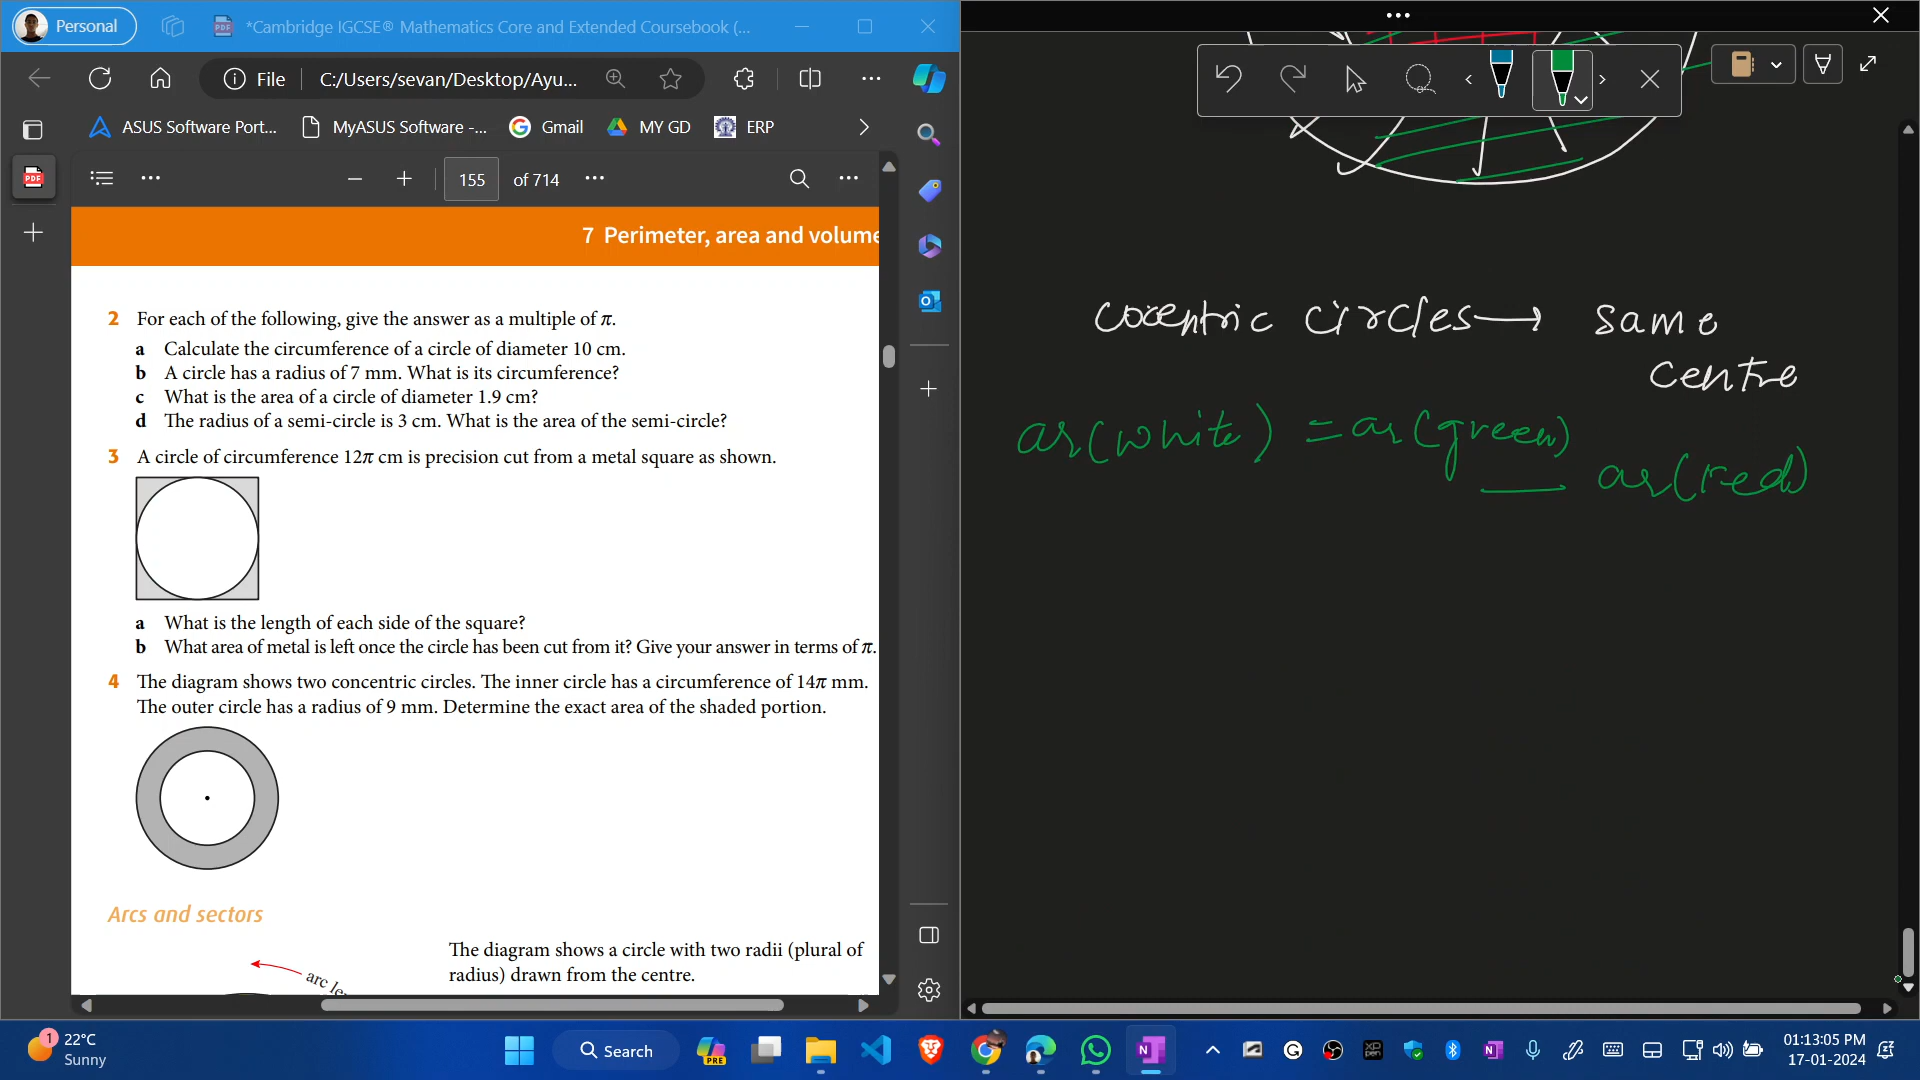 Personal
*Cambridge IGCSE® Mathematics Core and Extended Coursebook (...
File
C:/Users/sevan/Desktop/Ayu...
ASUS Software Port...
MyASUS Software -...
Gmail
MY GD
ERP
155 of 714
7 Perimeter, area and volume
2 For each of the following, give the answer as a multiple of π.
a Calculate the circumference of a circle of diameter 10 cm.
b A circle has a radius of 7 mm. What is its circumference?
c What is the area of a circle of diameter 1.9 cm?
d The radius of a semi-circle is 3 cm. What is the area of the semi-circle?
3 A circle of circumference 12π cm is precision cut from a metal square as shown.
a What is the length of each side of the square?
b What area of metal is left once the circle has been cut from it? Give your answer in terms of π.
4 The diagram shows two concentric circles. The inner circle has a circumference of 14π mm.
The outer circle has a radius of 9 mm. Determine the exact area of the shaded portion.
Arcs and sectors
The diagram shows a circle with two radii (plural of
radius) drawn from the centre.
arc le
cocentric circles → same
centre
ar(white) = ar(green)
— ar(red)
1
22°C
Sunny
Search
PRE
01:13:05 PM
17-01-2024